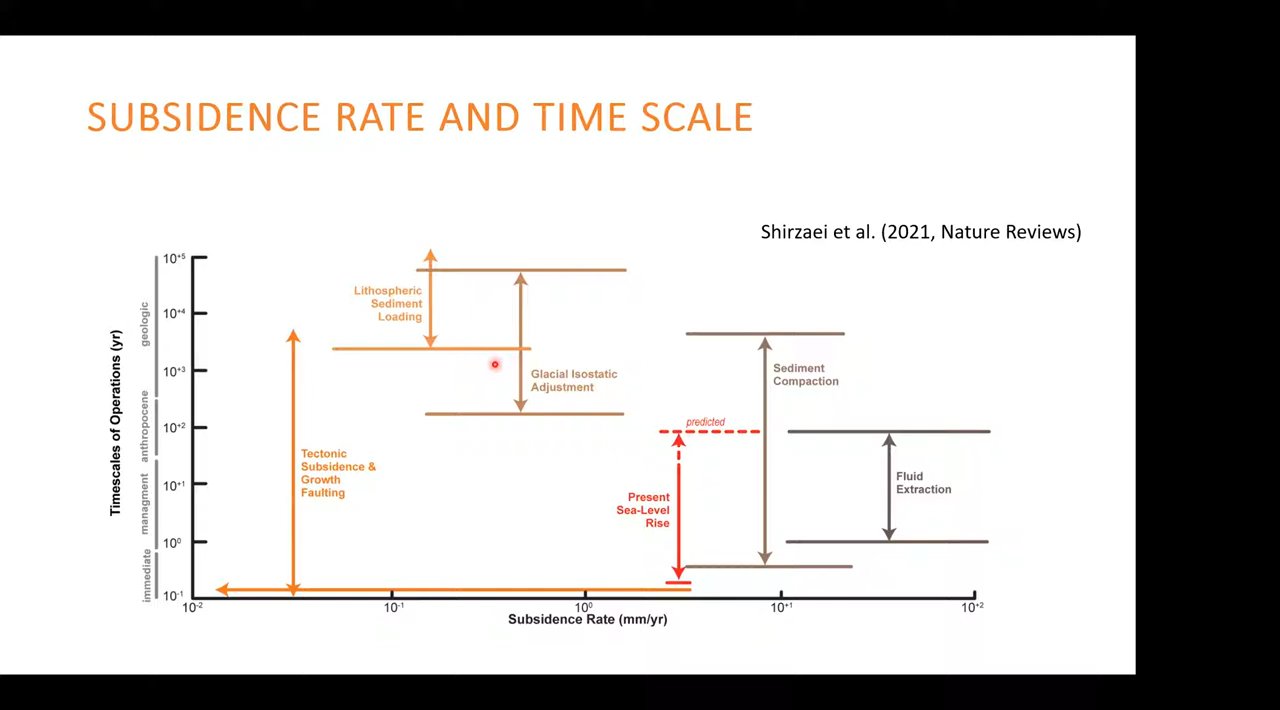 SUBSIDENCE RATE AND TIME SCALE
Shirzaei et al. (2021, Nature Reviews)
Timescales of Operations (yr)
geologic
anthropocene
managment
immediate
10+5
10+4
10+3
10+2
10+1
10⁰
10-1
Lithospheric
Sediment
Loading
Glacial Isostatic
Adjustment
Sediment
Compaction
predicted
Tectonic
Subsidence &
Growth
Faulting
Present
Sea-Level
Rise
Fluid
Extraction
10-2
10-1
10⁰
10+1
10+2
Subsidence Rate (mm/yr)